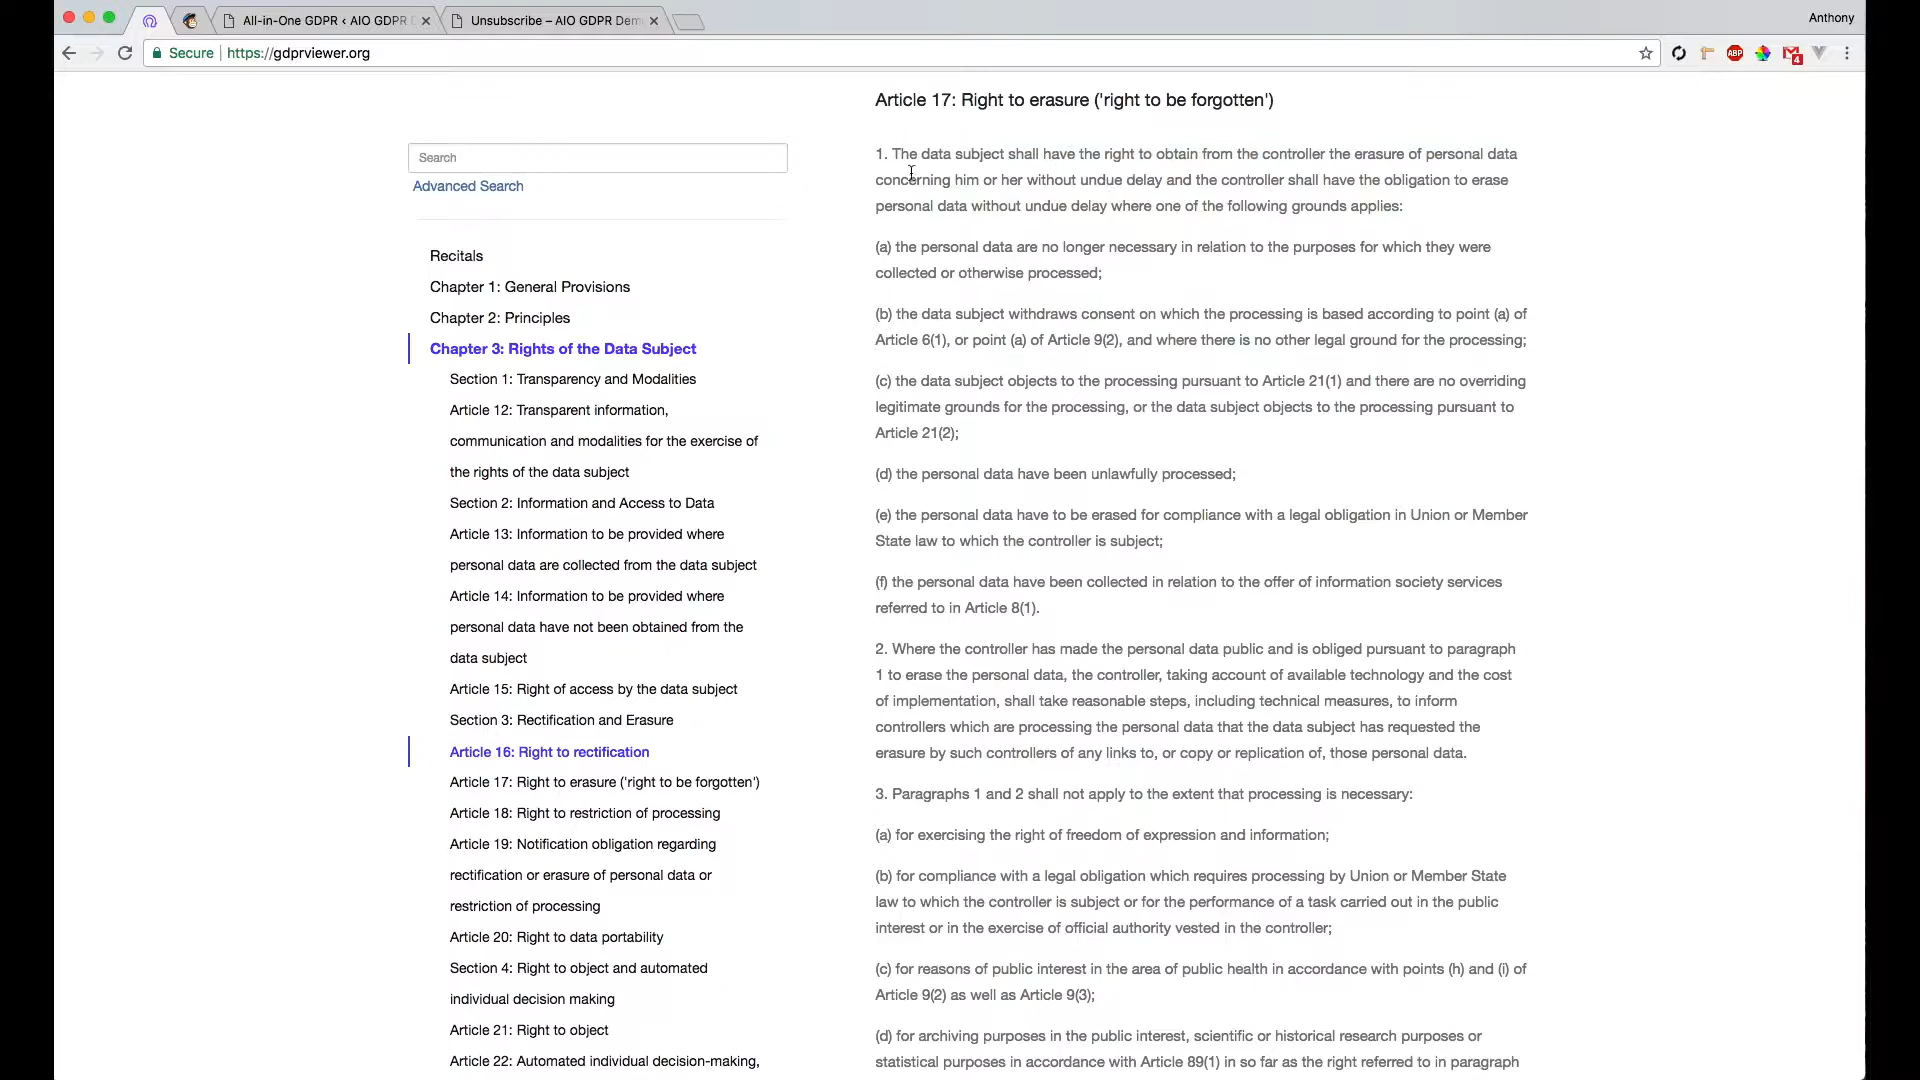 All-in-One GDPR ‹ AIO GDPR D
Unsubscribe – AIO GDPR Dem
Anthony
Secure
https://gdprviewer.org
ABP
4
Search
Advanced Search
Recitals
Chapter 1: General Provisions
Chapter 2: Principles
Chapter 3: Rights of the Data Subject
Section 1: Transparency and Modalities
Article 12: Transparent information,
communication and modalities for the exercise of
the rights of the data subject
Section 2: Information and Access to Data
Article 13: Information to be provided where
personal data are collected from the data subject
Article 14: Information to be provided where
personal data have not been obtained from the
data subject
Article 15: Right of access by the data subject
Section 3: Rectification and Erasure
Article 16: Right to rectification
Article 17: Right to erasure ('right to be forgotten')
Article 18: Right to restriction of processing
Article 19: Notification obligation regarding
rectification or erasure of personal data or
restriction of processing
Article 20: Right to data portability
Section 4: Right to object and automated
individual decision making
Article 21: Right to object
Article 22: Automated individual decision-making,
Article 17: Right to erasure ('right to be forgotten')
1. The data subject shall have the right to obtain from the controller the erasure of personal data
concerning him or her without undue delay and the controller shall have the obligation to erase
personal data without undue delay where one of the following grounds applies:
(a) the personal data are no longer necessary in relation to the purposes for which they were
collected or otherwise processed;
(b) the data subject withdraws consent on which the processing is based according to point (a) of
Article 6(1), or point (a) of Article 9(2), and where there is no other legal ground for the processing;
(c) the data subject objects to the processing pursuant to Article 21(1) and there are no overriding
legitimate grounds for the processing, or the data subject objects to the processing pursuant to
Article 21(2);
(d) the personal data have been unlawfully processed;
(e) the personal data have to be erased for compliance with a legal obligation in Union or Member
State law to which the controller is subject;
(f) the personal data have been collected in relation to the offer of information society services
referred to in Article 8(1).
2. Where the controller has made the personal data public and is obliged pursuant to paragraph
1 to erase the personal data, the controller, taking account of available technology and the cost
of implementation, shall take reasonable steps, including technical measures, to inform
controllers which are processing the personal data that the data subject has requested the
erasure by such controllers of any links to, or copy or replication of, those personal data.
3. Paragraphs 1 and 2 shall not apply to the extent that processing is necessary:
(a) for exercising the right of freedom of expression and information;
(b) for compliance with a legal obligation which requires processing by Union or Member State
law to which the controller is subject or for the performance of a task carried out in the public
interest or in the exercise of official authority vested in the controller;
(c) for reasons of public interest in the area of public health in accordance with points (h) and (i) of
Article 9(2) as well as Article 9(3);
(d) for archiving purposes in the public interest, scientific or historical research purposes or
statistical purposes in accordance with Article 89(1) in so far as the right referred to in paragraph